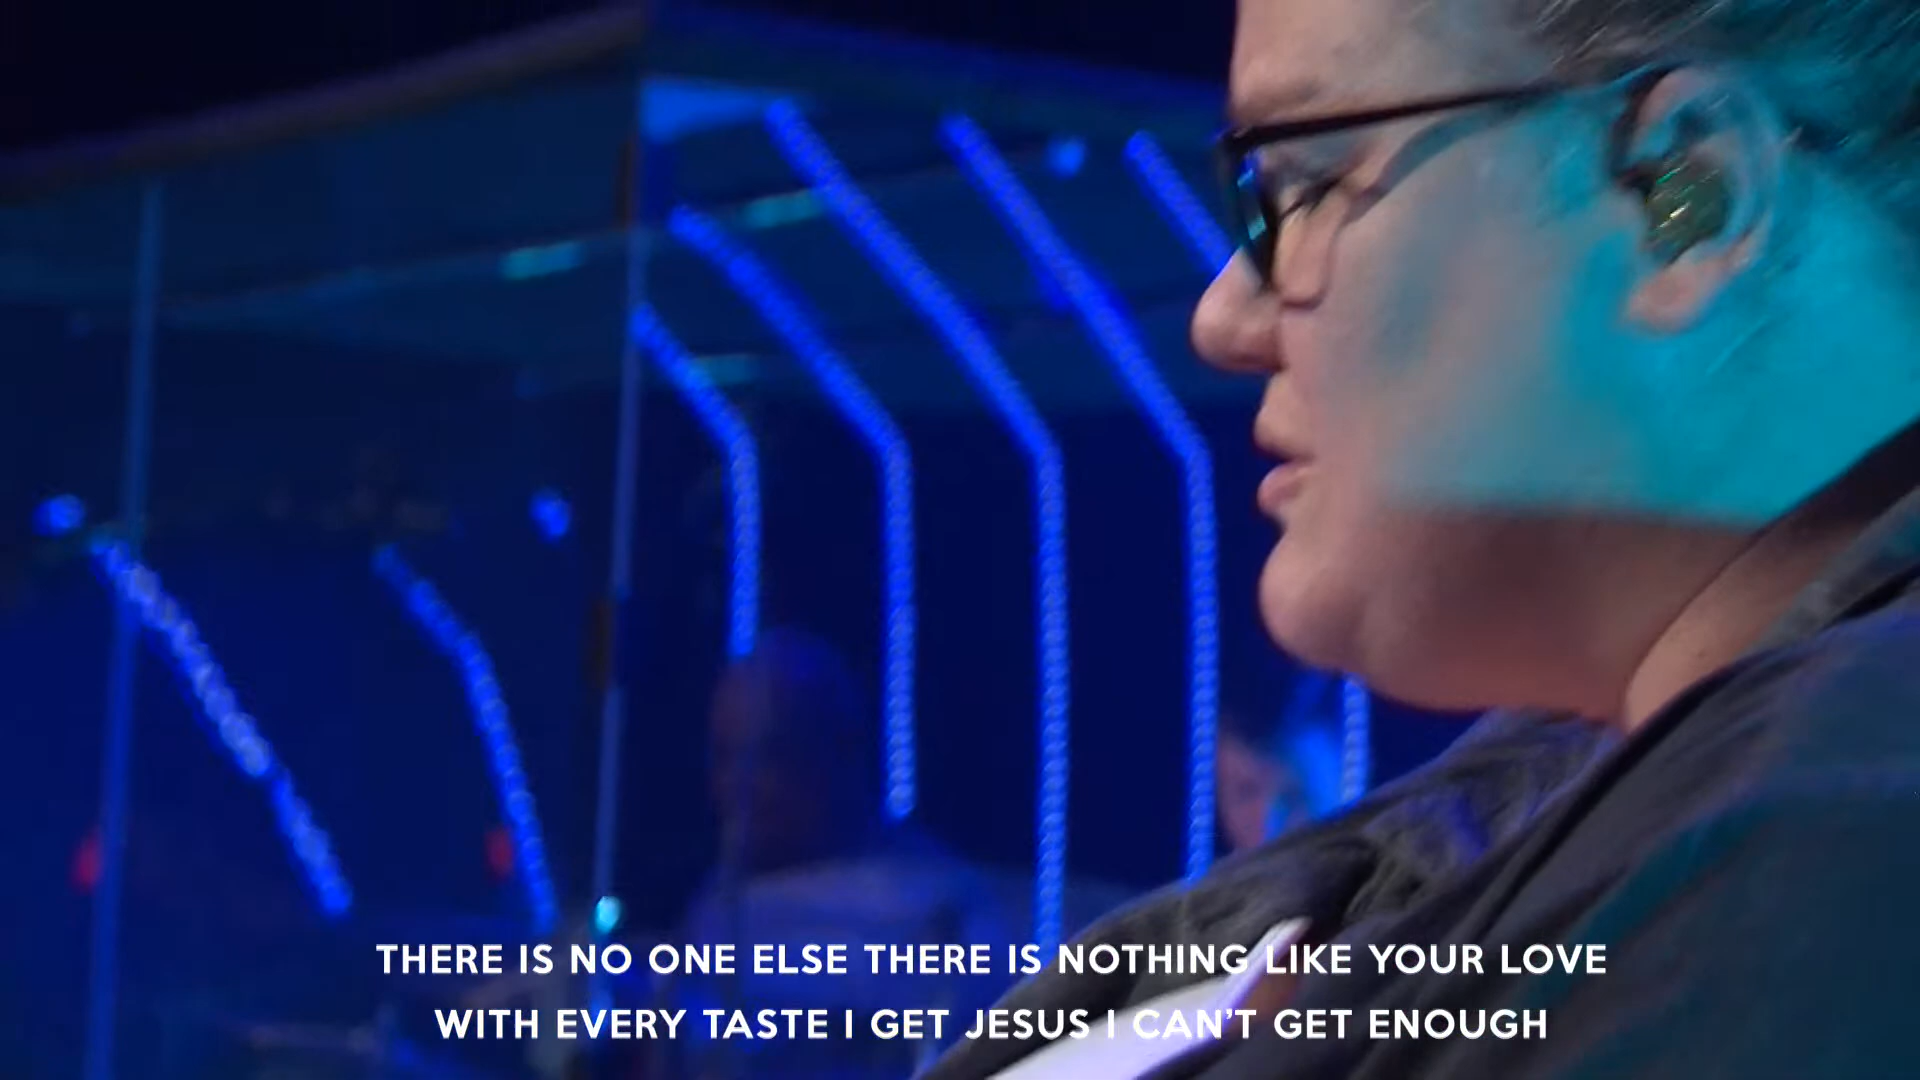 THERE IS NO ONE ELSE THERE IS NOTHING LIKE YOUR LOVE
WITH EVERY TASTE I GET JESUS I CAN'T GET ENOUGH